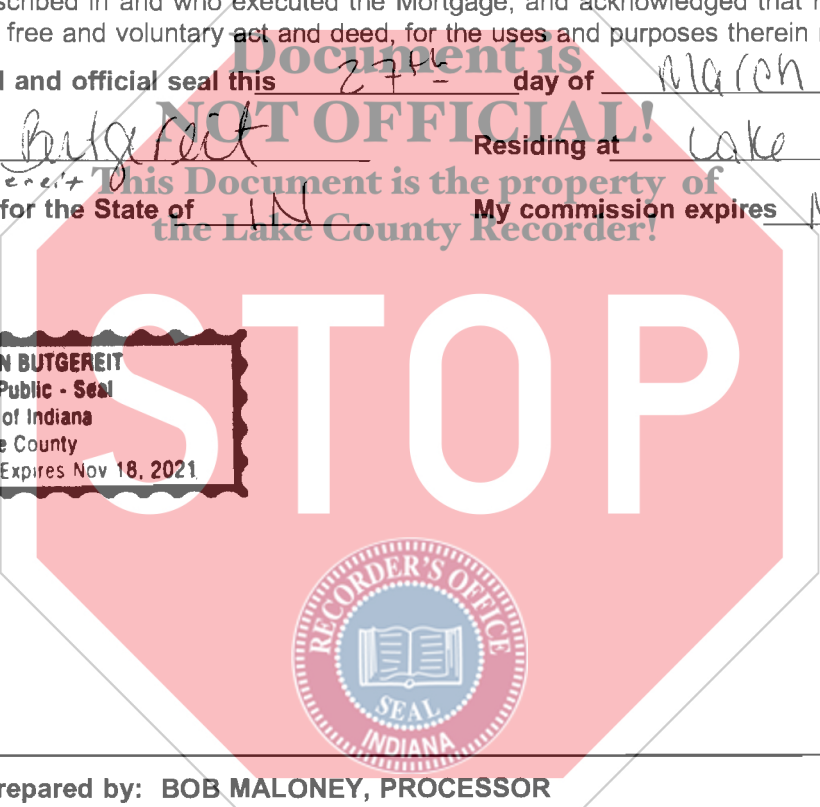 scribed in and who executed the Mortgage, and acknowledged that
free and voluntary act and deed, for the uses and purposes therein
Document is
and official seal this 27th day of March
NOT OFFICIAL!
Butgereit Residing at Lake
ereit
This Document is the property of
for the State of IN My commission expires
the Lake County Recorder!
STOP
N BUTGEREIT
Public - Seal
of Indiana
e County
Expires Nov 18, 2021
RECORDER'S OFFICE
SEAL
INDIANA
repared by: BOB MALONEY, PROCESSOR